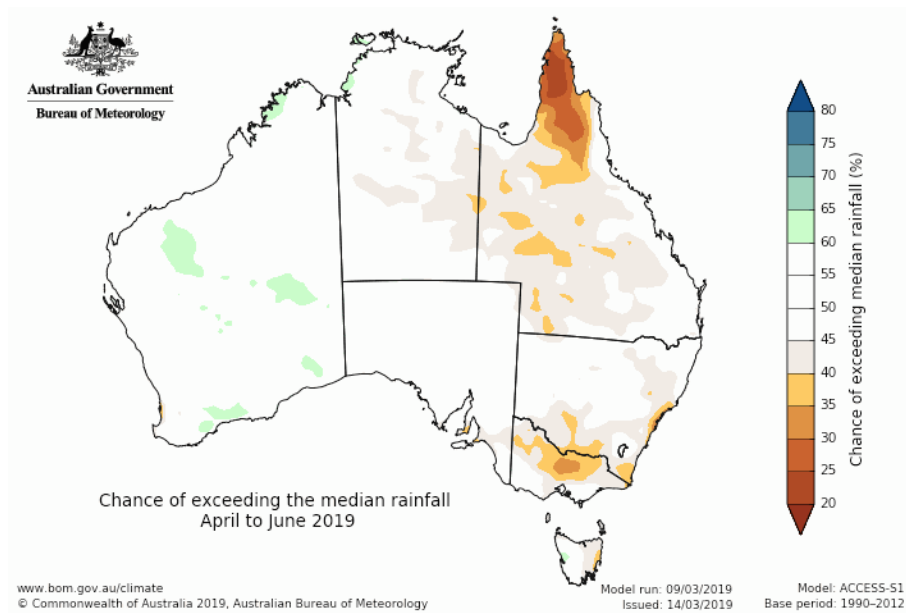 Australian Government
Bureau of Meteorology
80
75
70
65
60
55
50
45
40
35
30
25
20
Chance of exceeding median rainfall (%)
Chance of exceeding the median rainfall
April to June 2019
www.bom.gov.au/climate
© Commonwealth of Australia 2019, Australian Bureau of Meteorology
Model run: 09/03/2019
Issued: 14/03/2019
Model: ACCESS-S1
Base period: 1990–2012